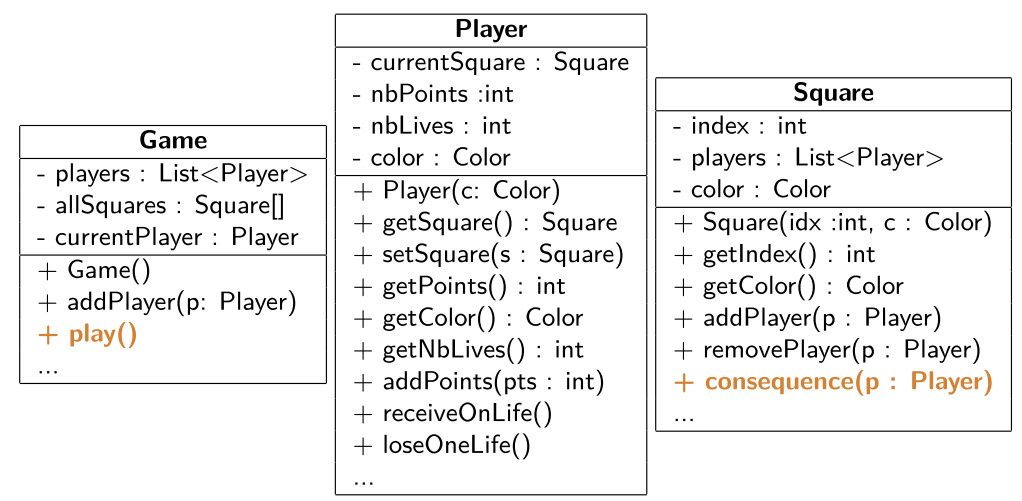 Game
- players : List<Player>
- allSquares : Square[]
- currentPlayer : Player
+ Game()
+ addPlayer(p: Player)
+ play()
...
Player
- currentSquare : Square
- nbPoints :int
- nbLives : int
- color : Color
+ Player(c: Color)
+ getSquare() : Square
+ setSquare(s : Square)
+ getPoints() : int
+ getColor() : Color
+ getNbLives() : int
+ addPoints(pts : int)
+ receiveOnLife()
+ loseOneLife()
...
Square
- index : int
- players : List<Player>
- color : Color
+ Square(idx :int, c : Color)
+ getIndex() : int
+ getColor() : Color
+ addPlayer(p : Player)
+ removePlayer(p : Player)
+ consequence(p : Player)
...